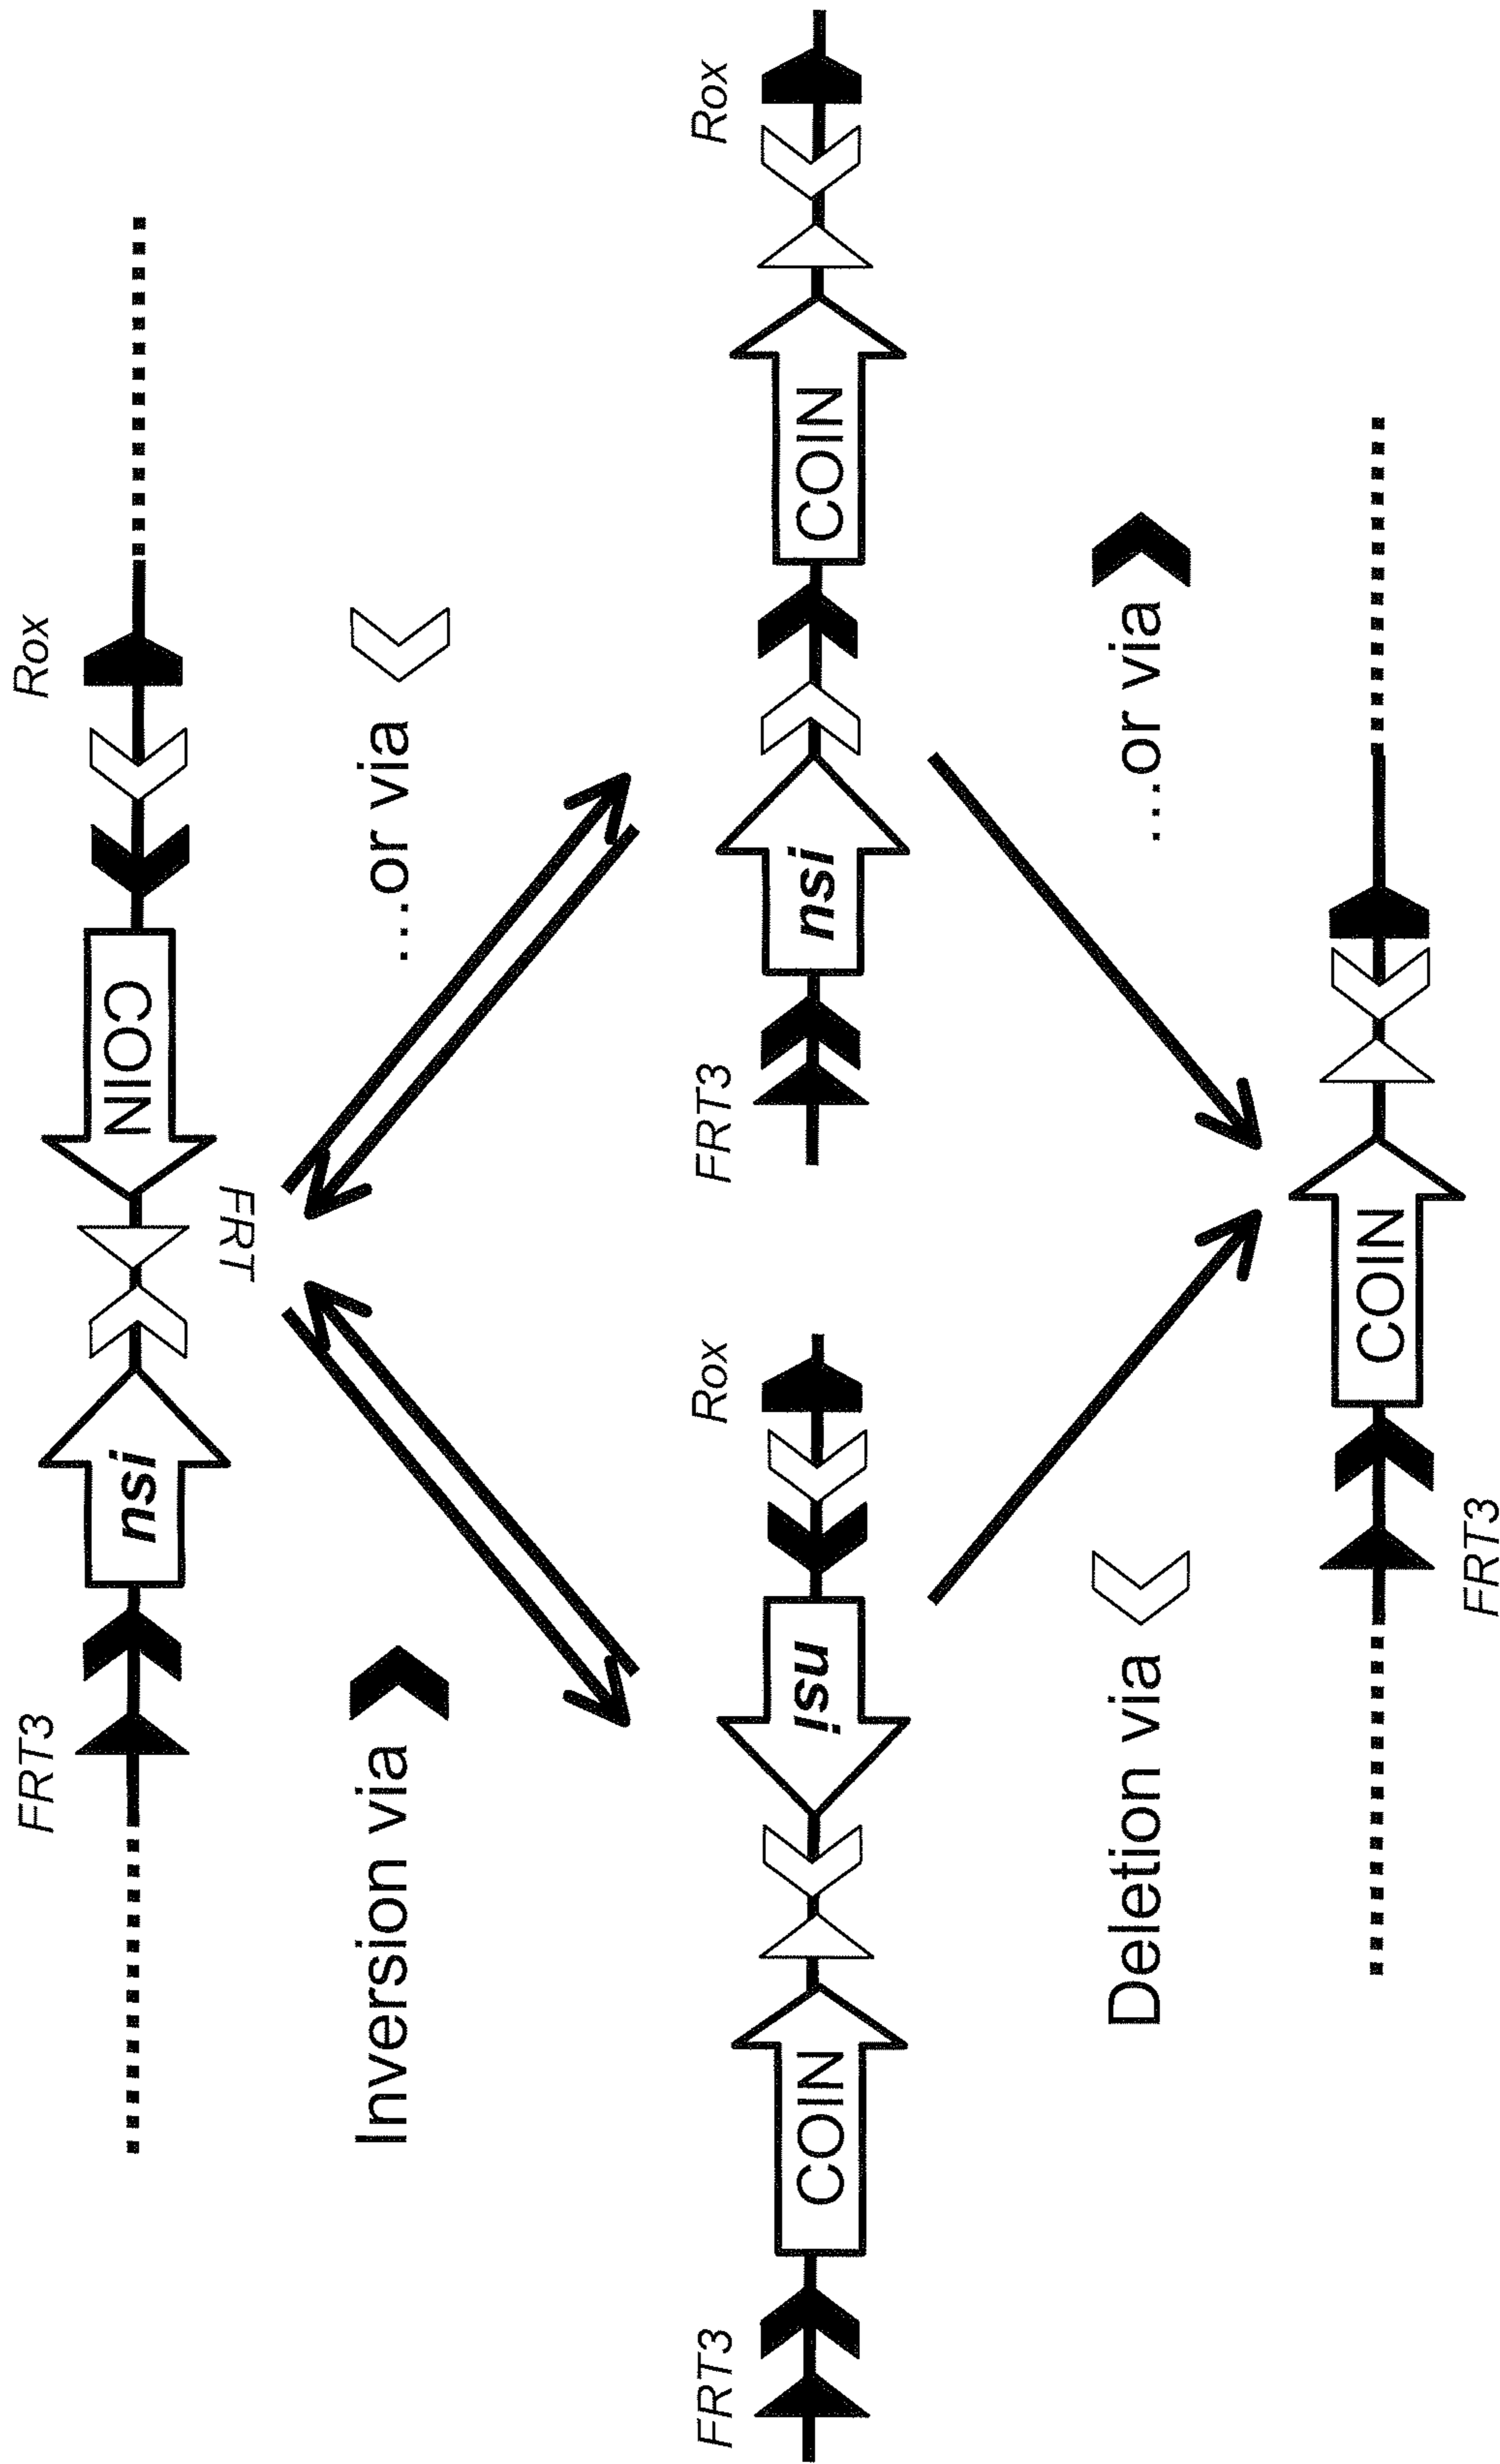 FRT3
Rox
nsi
COIN
FRT
Inversion via
...or via
FRT3
Rox
FRT3
Rox
COIN
nsi
nsi
COIN
Deletion via
...or via
COIN
FRT3